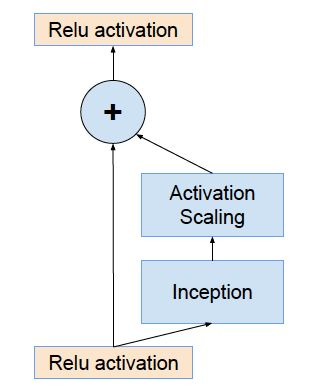 Relu activation
+
Activation
Scaling
Inception
Relu activation